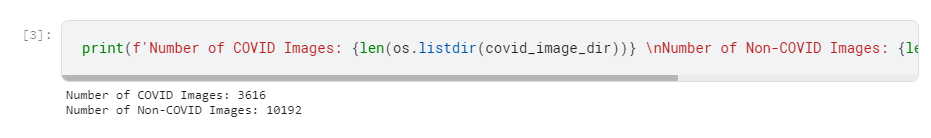 [3]:
print(f'Number of COVID Images: {len(os.listdir(covid_image_dir))} \nNumber of Non-COVID Images: {le
Number of COVID Images: 3616
Number of Non-COVID Images: 10192